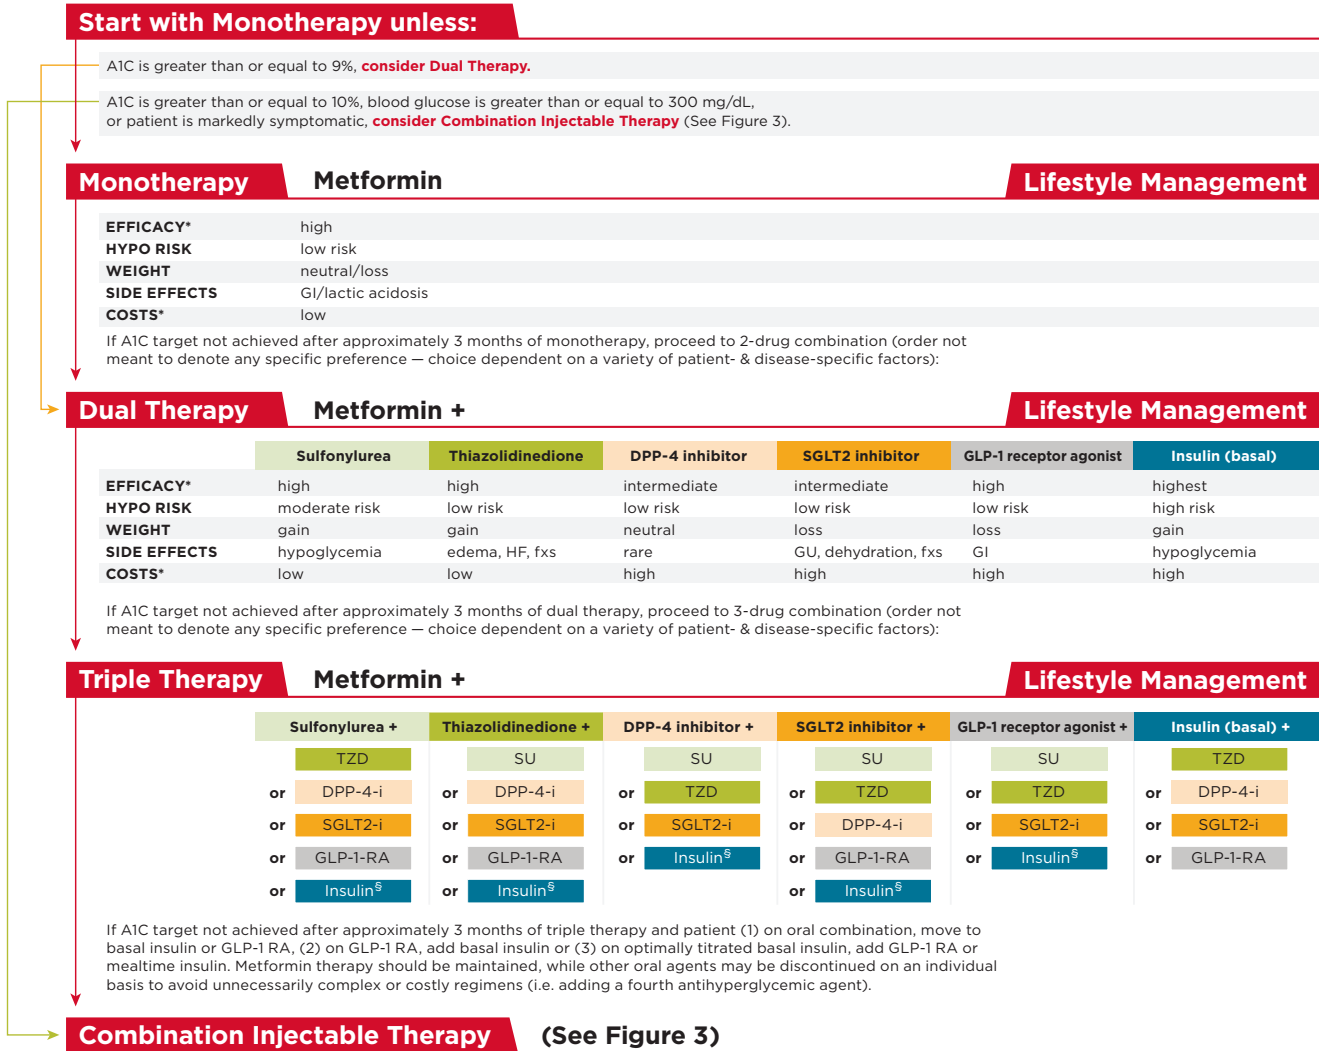 Start with Monotherapy unless:
A1C is greater than or equal to 9%, consider Dual Therapy.
A1C is greater than or equal to 10%, blood glucose is greater than or equal to 300 mg/dL,
or patient is markedly symptomatic, consider Combination Injectable Therapy (See Figure 3).
Monotherapy Metformin Lifestyle Management
EFFICACY* high
HYPO RISK low risk
WEIGHT neutral/loss
SIDE EFFECTS GI/lactic acidosis
COSTS* low
If A1C target not achieved after approximately 3 months of monotherapy, proceed to 2-drug combination (order not
meant to denote any specific preference — choice dependent on a variety of patient- & disease-specific factors):
Dual Therapy Metformin + Lifestyle Management
Sulfonylurea Thiazolidinedione DPP-4 inhibitor SGLT2 inhibitor GLP-1 receptor agonist Insulin (basal)
EFFICACY* high high intermediate intermediate high highest
HYPO RISK moderate risk low risk low risk low risk low risk high risk
WEIGHT gain gain neutral loss loss gain
SIDE EFFECTS hypoglycemia edema, HF, fxs rare GU, dehydration, fxs GI hypoglycemia
COSTS* low low high high high high
If A1C target not achieved after approximately 3 months of dual therapy, proceed to 3-drug combination (order not
meant to denote any specific preference — choice dependent on a variety of patient- & disease-specific factors):
Triple Therapy Metformin + Lifestyle Management
Sulfonylurea + Thiazolidinedione + DPP-4 inhibitor + SGLT2 inhibitor + GLP-1 receptor agonist + Insulin (basal) +
TZD SU SU SU SU TZD
or DPP-4-i or DPP-4-i or TZD or TZD or TZD or DPP-4-i
or SGLT2-i or SGLT2-i or SGLT2-i or DPP-4-i or SGLT2-i or SGLT2-i
or GLP-1-RA or GLP-1-RA or Insulin§ or GLP-1-RA or Insulin§ or GLP-1-RA
or Insulin§ or Insulin§ or Insulin§
If A1C target not achieved after approximately 3 months of triple therapy and patient (1) on oral combination, move to
basal insulin or GLP-1 RA, (2) on GLP-1 RA, add basal insulin or (3) on optimally titrated basal insulin, add GLP-1 RA or
mealtime insulin. Metformin therapy should be maintained, while other oral agents may be discontinued on an individual
basis to avoid unnecessarily complex or costly regimens (i.e. adding a fourth antihyperglycemic agent).
Combination Injectable Therapy (See Figure 3)